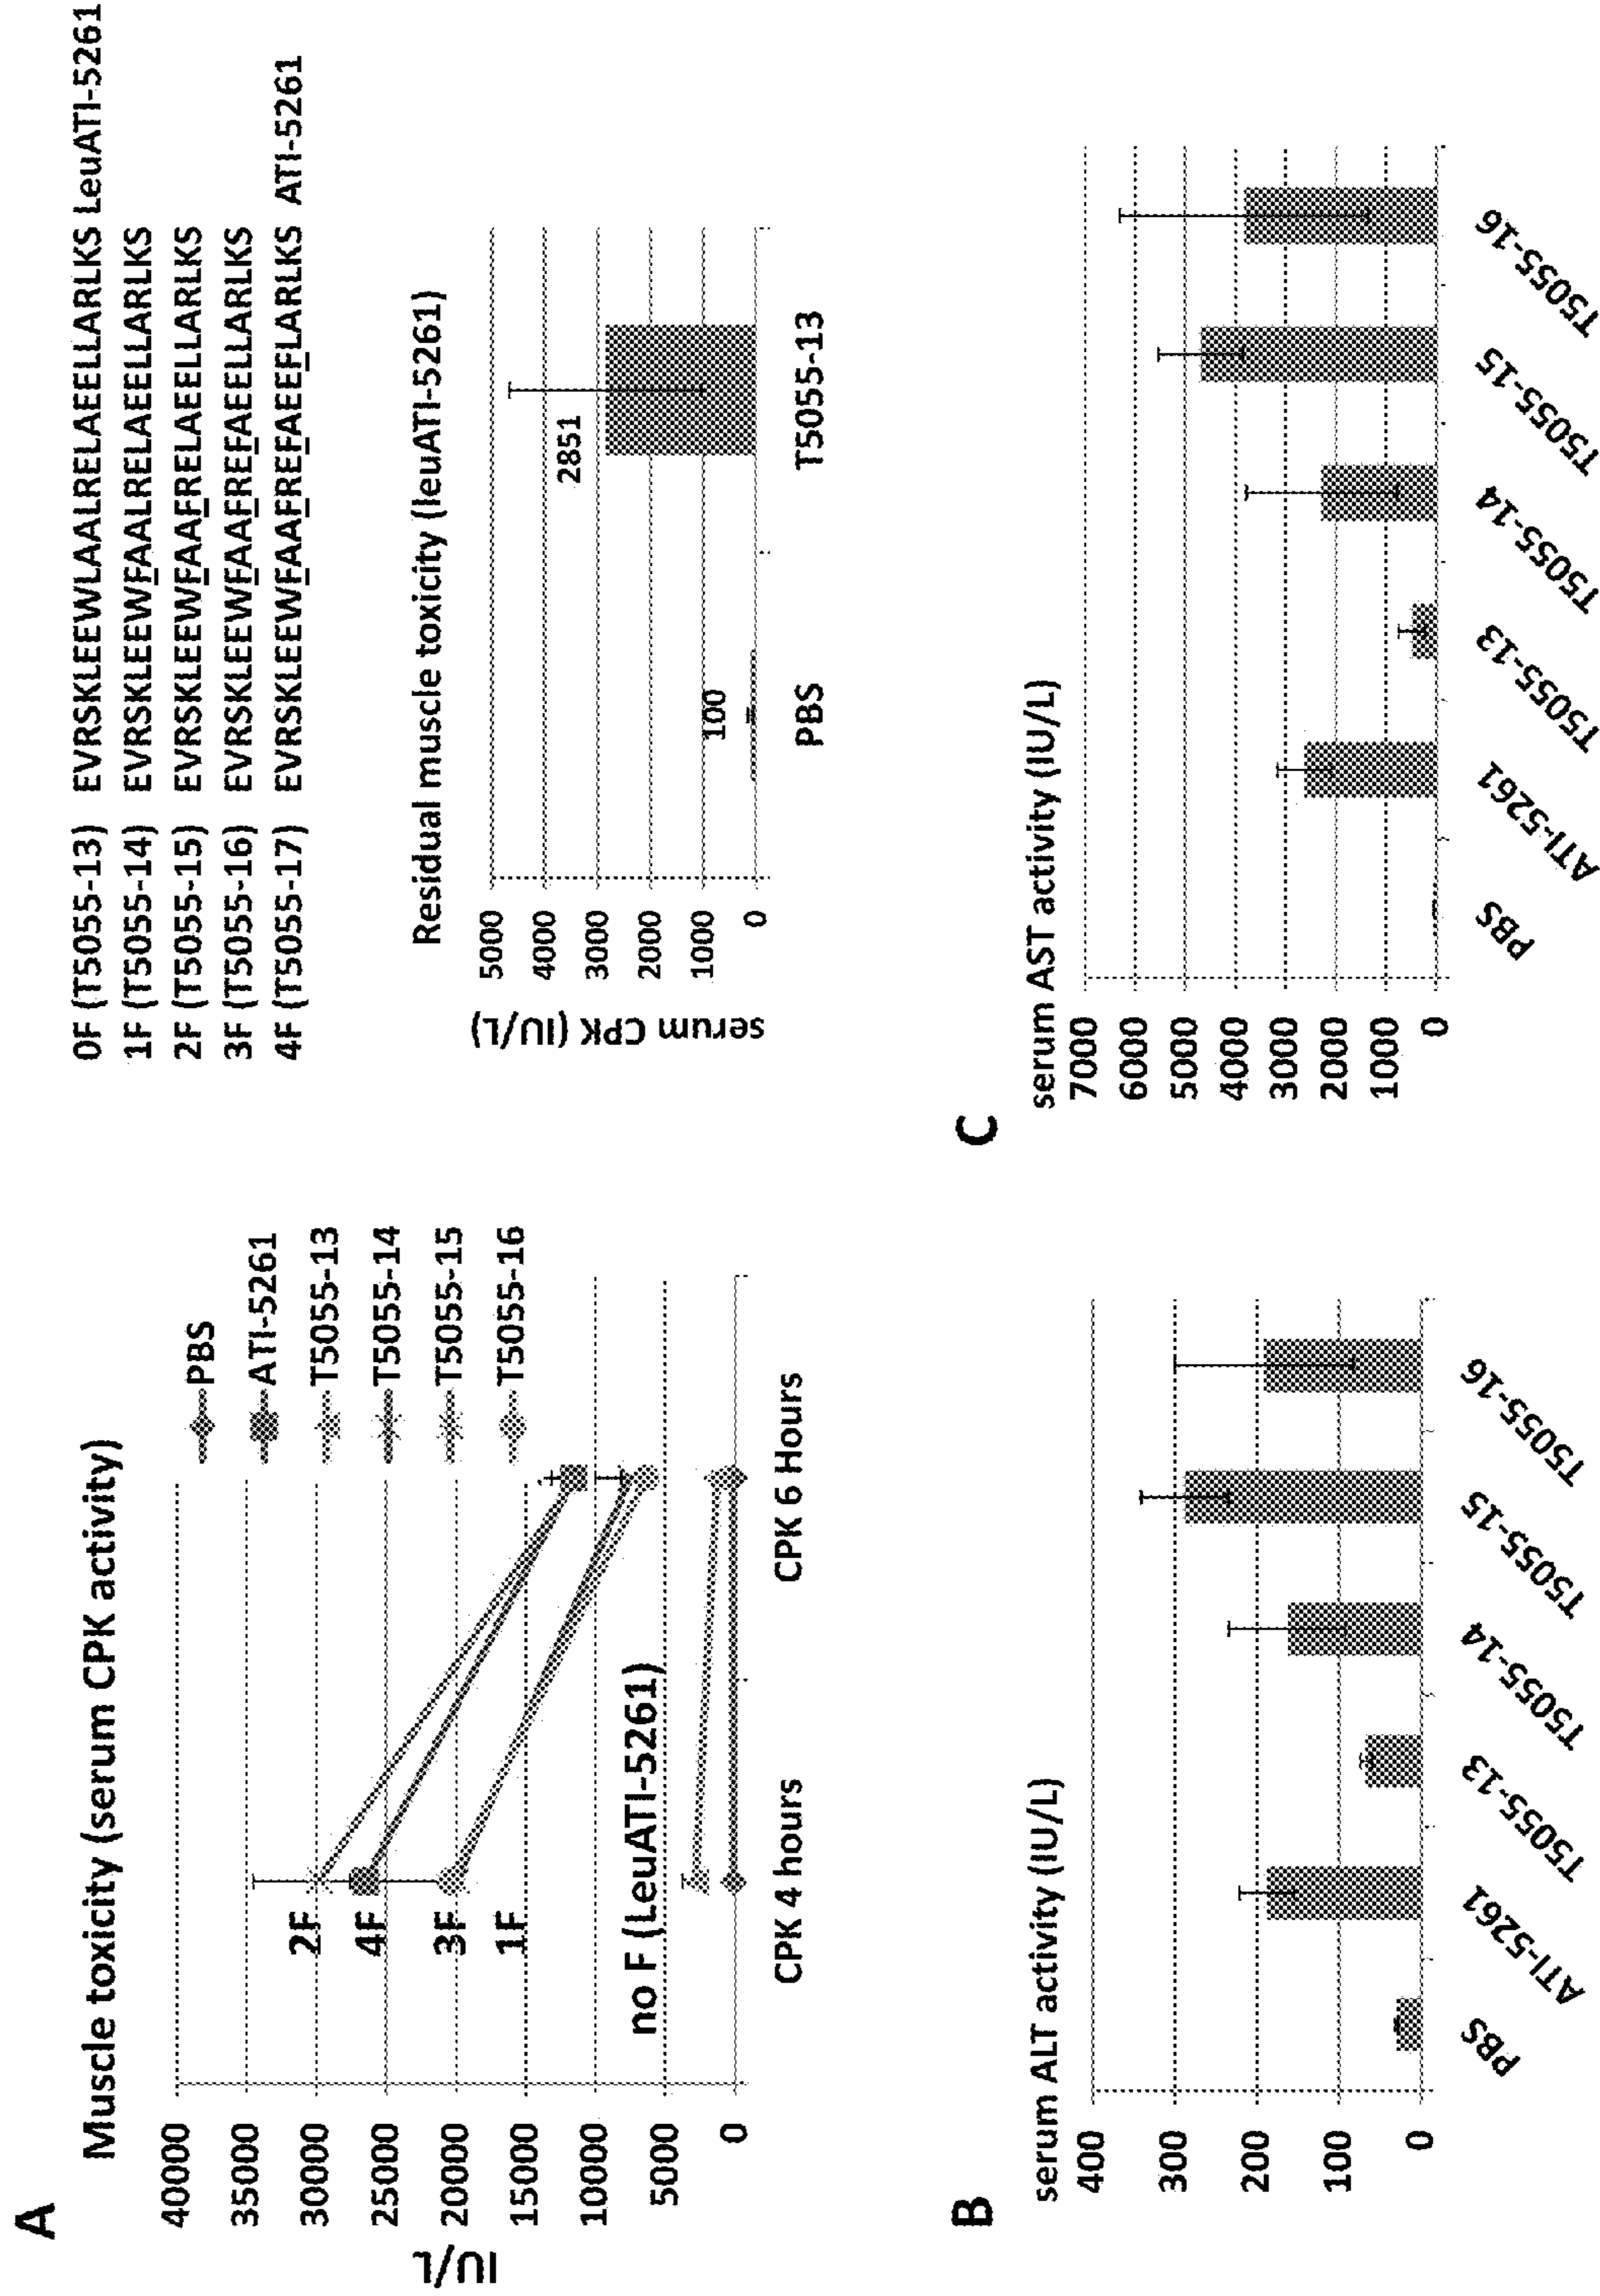 A
Muscle toxicity (serum CPK activity)
40000
35000
30000
25000
20000
15000
10000
5000
0
IU/L
2F
4F
3F
1F
no F (LeuATI-5261)
CPK 4 hours
CPK 6 Hours
PBS
ATI-5261
T5055-13
T5055-14
T5055-15
T5055-16
0F (T5055-13) EVRSKLEEWLAALRELAEELLARLKS LeuATI-5261
1F (T5055-14) EVRSKLEEWFAALRELAEELLARLKS
2F (T5055-15) EVRSKLEEWFAAFRELAEELLARLKS
3F (T5055-16) EVRSKLEEWFAAFREFAEELLARLKS
4F (T5055-17) EVRSKLEEWFAAFREFAEEFLARLKS ATI-5261
Residual muscle toxicity (leuATI-5261)
serum CPK (IU/L)
5000
4000
3000
2000
1000
0
100
2851
PBS
T5055-13
B
serum ALT activity (IU/L)
400
300
200
100
0
PBS
ATI-5261
T5055-13
T5055-14
T5055-15
T5055-16
C
serum AST activity (IU/L)
7000
6000
5000
4000
3000
2000
1000
0
PBS
ATI-5261
T5055-13
T5055-14
T5055-15
T5055-16